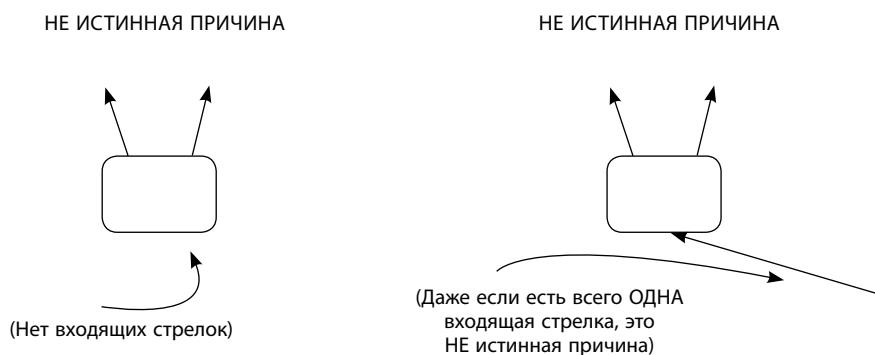 НЕ ИСТИННАЯ ПРИЧИНА
НЕ ИСТИННАЯ ПРИЧИНА
(Нет входящих стрелок)
(Даже если есть всего ОДНА
входящая стрелка, это
НЕ истинная причина)